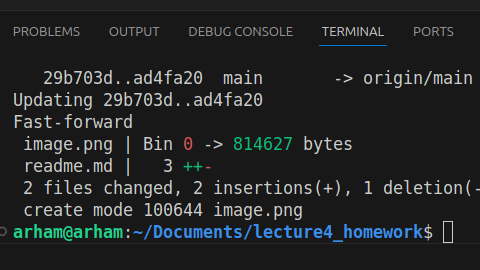 PROBLEMS OUTPUT DEBUG CONSOLE TERMINAL PORTS
29b703d..ad4fa20 main -> origin/main
Updating 29b703d..ad4fa20
Fast-forward
image.png | Bin 0 -> 814627 bytes
readme.md | 3 ++-
2 files changed, 2 insertions(+), 1 deletion(-
create mode 100644 image.png
arham@arham:~/Documents/lecture4_homework$